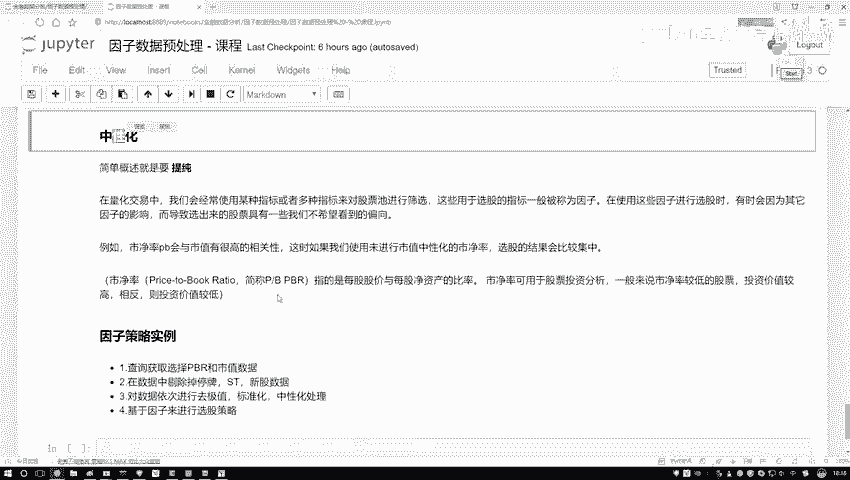 jupyter 因子数据预处理 - 课程 Last Checkpoint: 6 hours ago (autosaved)
Logout
File Edit View Insert Cell Kernel Widgets Help
Trusted
Start
Markdown
中性化
简单概述就是要 提纯
在量化交易中，我们会经常使用某种指标或者多种指标来对股票池进行筛选，这些用于选股的指标一般被称为因子。在使用这些因子进行选股时，有时会因为其它
因子的影响，而导致选出来的股票具有一些我们不希望看到的偏向。
例如，市净率pb会与市值有很高的相关性，这时如果我们使用未进行市值中性化的市净率，选股的结果会比较集中。
（市净率（Price-to-Book Ratio，简称P/B PBR）指的是每股股价与每股净资产的比率。 市净率可用于股票投资分析，一般来说市净率较低的股票，投资价值较
高，相反，则投资价值较低）
因子策略实例
1.查询获取选择PBR和市值数据
2.在数据中剔除掉停牌，ST，新股数据
3.对数据依次进行去极值，标准化，中性化处理
4.基于因子来进行选股策略
In [ ]: